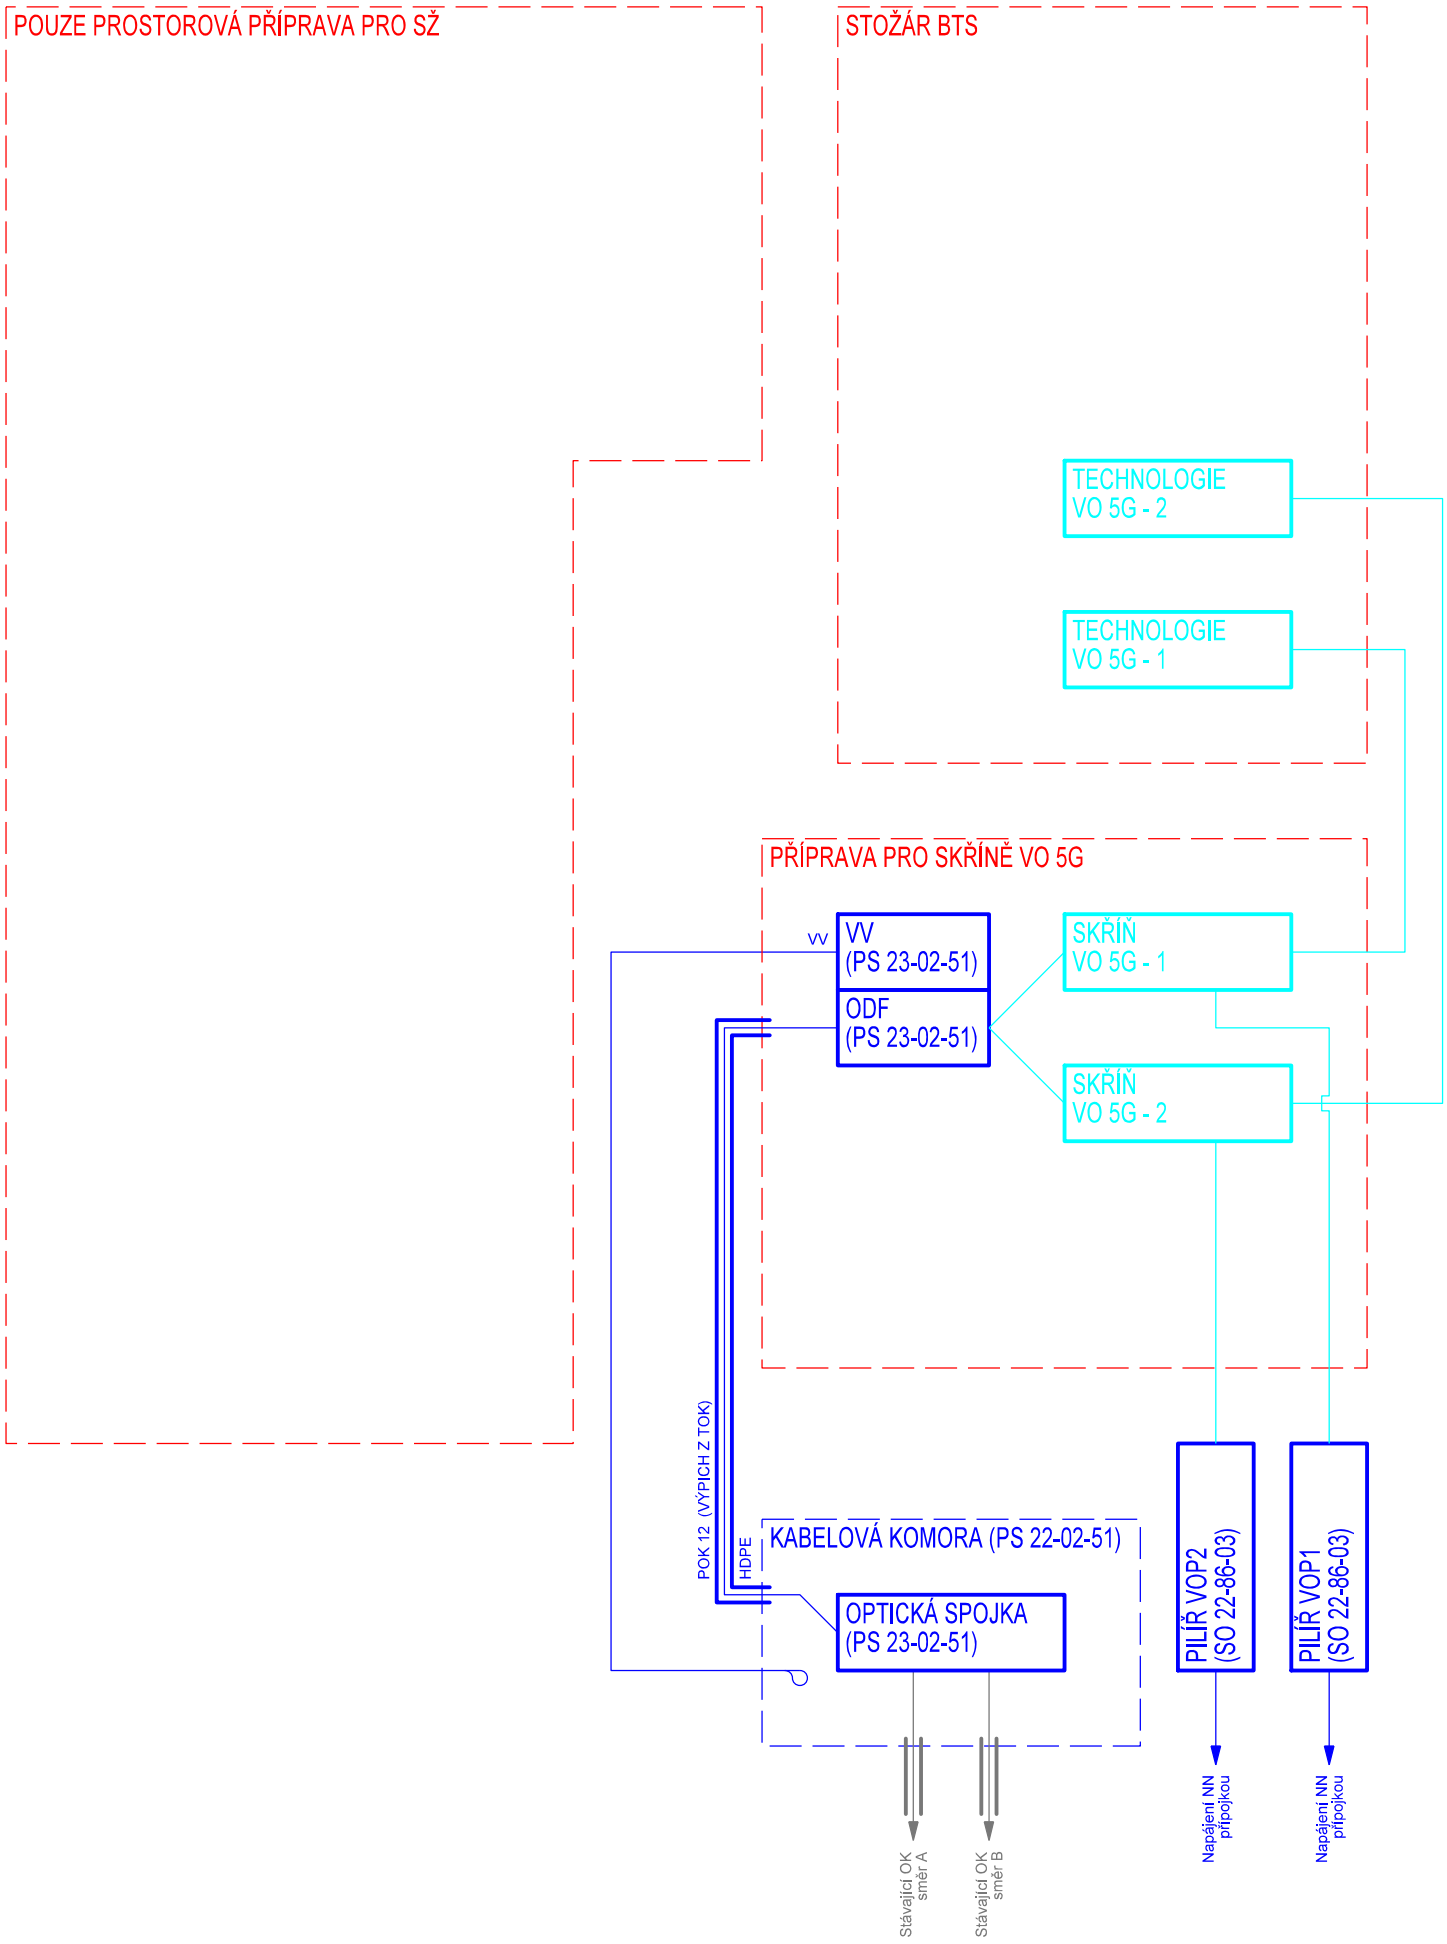 POUZE PROSTOROVÁ PŘÍPRAVA PRO SŽ
STOŽÁR BTS
TECHNOLOGIE
VO 5G - 2
TECHNOLOGIE
VO 5G - 1
PŘÍPRAVA PRO SKŘÍNĚ VO 5G
VV
VV
(PS 23-02-51)
ODF
(PS 23-02-51)
SKŘÍŇ
VO 5G - 1
SKŘÍŇ
VO 5G - 2
POK 12 (VÝPICH Z TOK)
HDPE
KABELOVÁ KOMORA (PS 22-02-51)
OPTICKÁ SPOJKA
(PS 23-02-51)
PILÍŘ VOP2
(SO 22-86-03)
PILÍŘ VOP1
(SO 22-86-03)
Napájení NN
přípojkou
Napájení NN
přípojkou
Stávající OK
směr A
Stávající OK
směr B